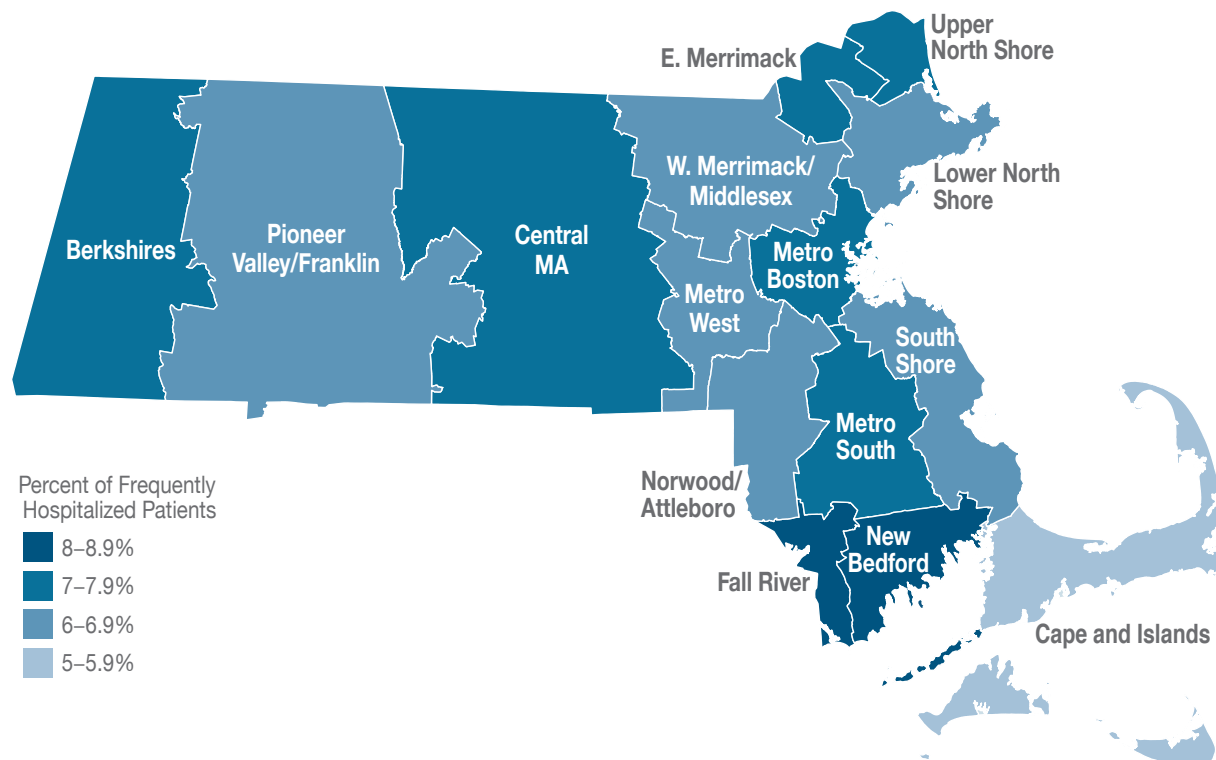 Upper
North Shore
E. Merrimack
W. Merrimack/
Middlesex
Lower North
Shore
Berkshires
Pioneer
Valley/Franklin
Central
MA
Metro
Boston
Metro
West
South
Shore
Metro
South
Norwood/
Attleboro
New
Bedford
Fall River
Cape and Islands
Percent of Frequently
Hospitalized Patients
8–8.9%
7–7.9%
6–6.9%
5–5.9%